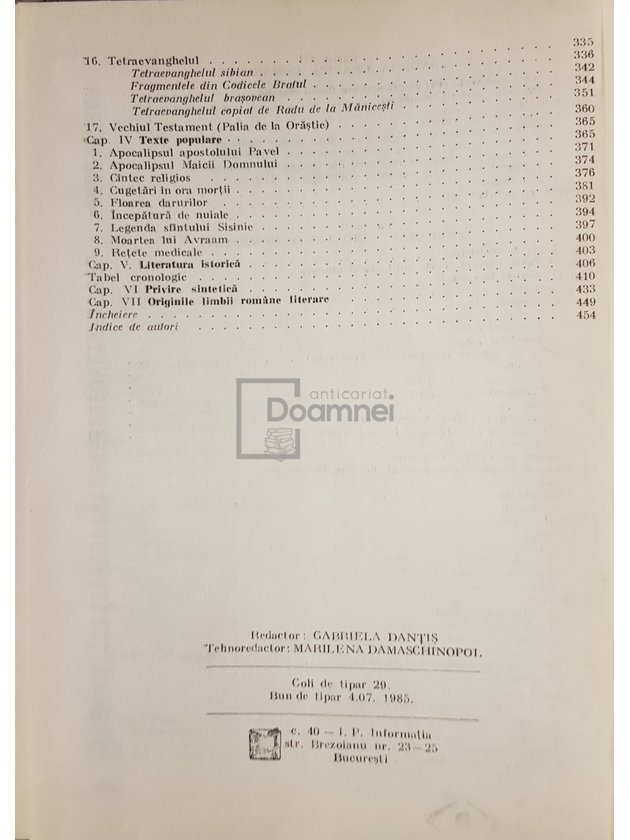 16. Tetraevanghelul . . . 335
Tetraevanghelul sibian . . . 336
Fragmentele din Codicele Bratul . . . 342
Tetraevanghelul brașovean . . . 344
Tetraevanghelul copiat de Radu de la Mănicești . . . 351
17. Vechiul Testament (Palia de la Orăștie) . . . 360
Cap. IV Texte populare . . . 365
1. Apocalipsul apostolului Pavel . . . 365
2. Apocalipsul Maicii Domnului . . . 371
3. Cîntec religios . . . 374
4. Cugetări în ora morții . . . 376
5. Floarea darurilor . . . 381
6. Începătură de nuiale . . . 392
7. Legenda sfîntului Sisinie . . . 394
8. Moartea lui Avraam . . . 397
9. Rețete medicale . . . 400
Cap. V. Literatura istorică . . . 403
Tabel cronologic . . . 406
Cap. VI Privire sintetică . . . 410
Cap. VII Originile limbii române literare . . . 433
Încheiere . . . 449
Indice de autori . . . 454
anticariat
Doamnei
Redactor: GABRIELA DANȚIȘ
Tehnoredactor: MARILENA DAMASCHINOPOL
Coli de tipar 29.
Bun de tipar 4.07. 1985.
c. 40 — I. P. Informația
str. Brezoianu nr. 23—25
București